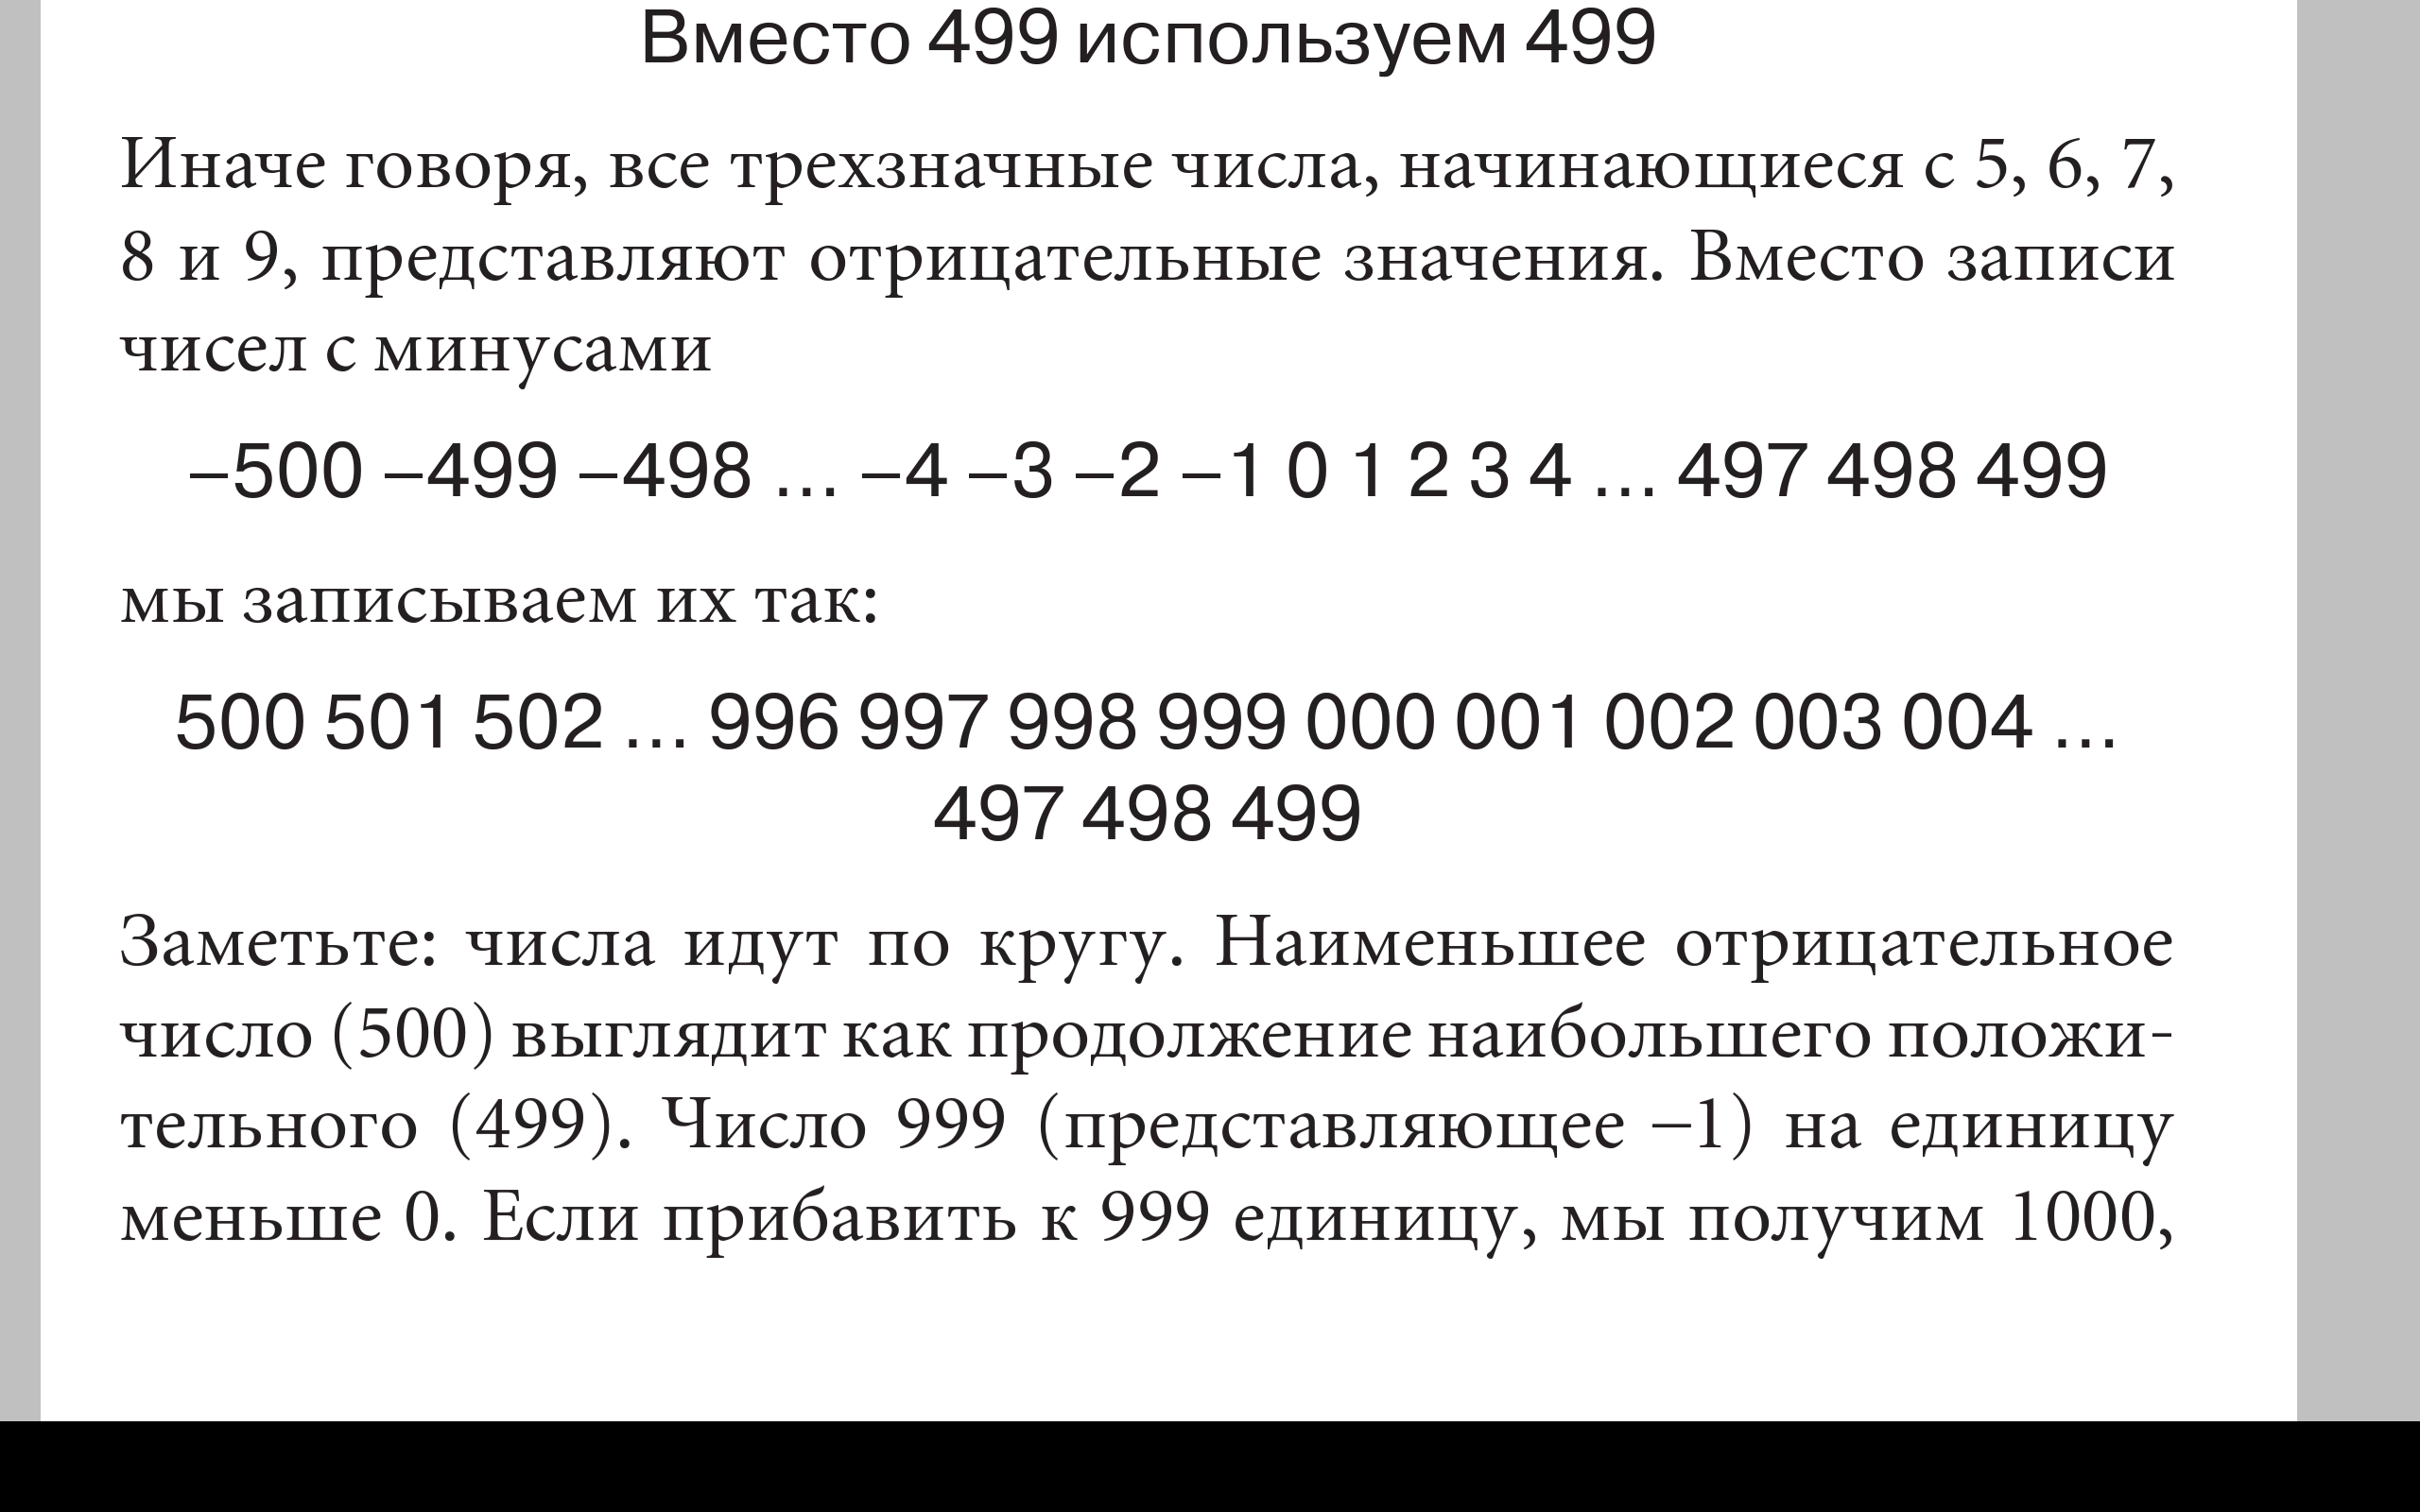 Вместо 499 используем 499
Иначе говоря, все трехзначные числа, начинающиеся с 5, 6, 7,
8 и 9, представляют отрицательные значения. Вместо записи
чисел с минусами
–500 –499 –498 ... –4 –3 –2 –1 0 1 2 3 4 ... 497 498 499
мы записываем их так:
500 501 502 ... 996 997 998 999 000 001 002 003 004 ...
497 498 499
Заметьте: числа идут по кругу. Наименьшее отрицательное
число (500) выглядит как продолжение наибольшего положи-
тельного (499). Число 999 (представляющее –1) на единицу
меньше 0. Если прибавить к 999 единицу, мы получим 1000,